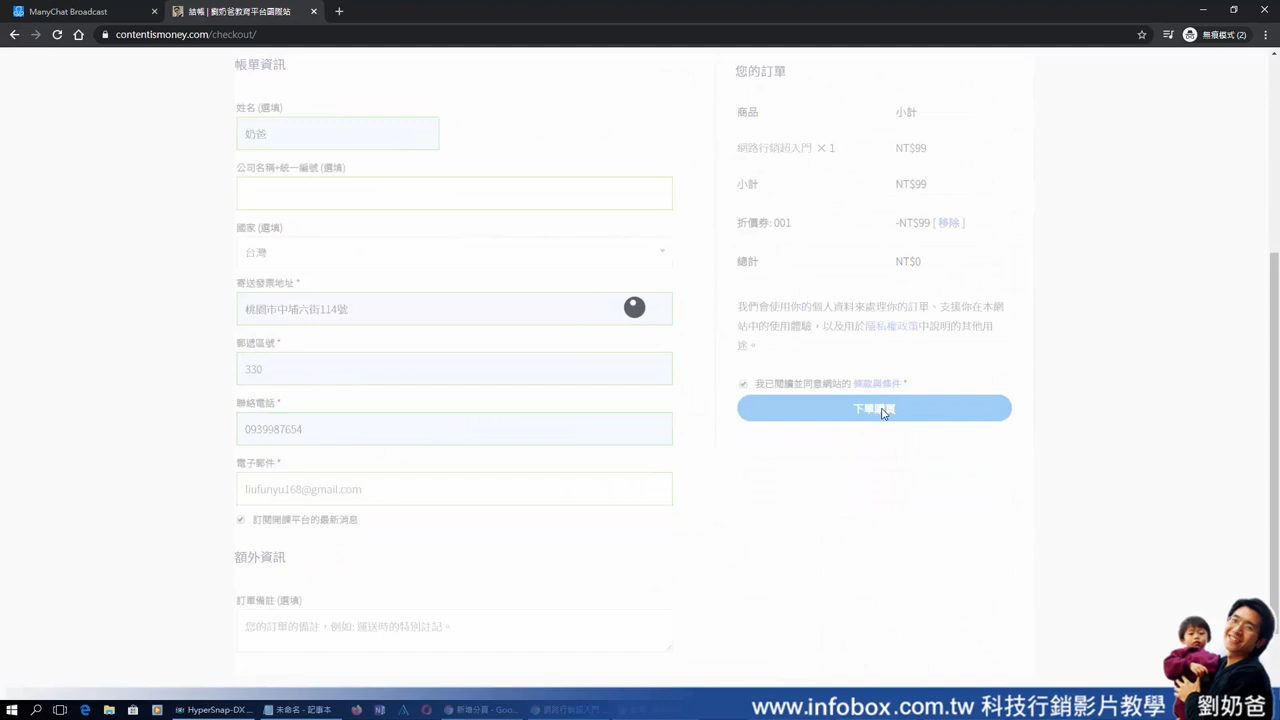 ManyChat Broadcast
結帳 | 劉奶爸教育平台國際站
contentismoney.com/checkout/
無痕模式 (2)
帳單資訊
姓名 (選填)
奶爸
公司名稱+統一編號 (選填)
國家 (選填)
台灣
寄送發票地址 *
桃園市中埔六街114號
郵遞區號 *
330
聯絡電話 *
0939987654
電子郵件 *
liufunyu168@gmail.com
訂閱開課平台的最新消息
額外資訊
訂單備註 (選填)
您的訂單的備註，例如: 運送時的特別註記。
您的訂單
商品 小計
網路行銷超入門 × 1 NT$99
小計 NT$99
折價券: 001 -NT$99 [ 移除 ]
總計 NT$0
我們會使用你的個人資料來處理你的訂單、支援你在本網
站中的使用體驗，以及用於隱私權政策中說明的其他用
途。
我已閱讀並同意網站的 條款與條件 *
下單購買
HyperSnap-DX ...
未命名 - 記事本
新增分頁 - Goo...
www.infobox.com.tw 科技行銷影片教學
劉奶爸